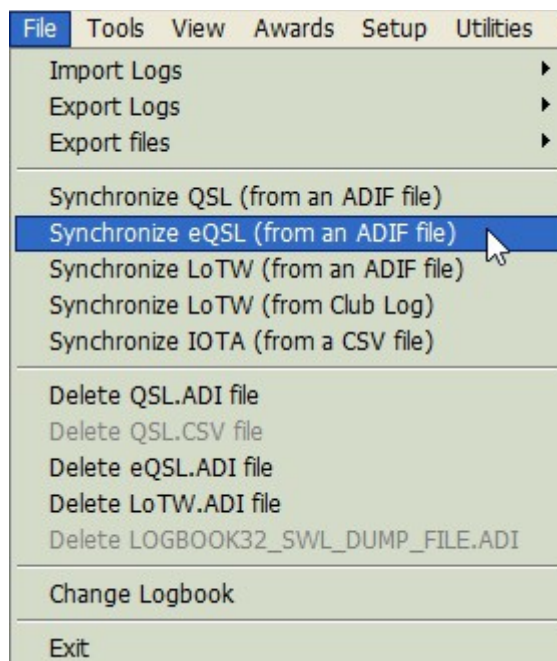 File Tools View Awards Setup Utilities
Import Logs
Export Logs
Export files
Synchronize QSL (from an ADIF file)
Synchronize eQSL (from an ADIF file)
Synchronize LoTW (from an ADIF file)
Synchronize LoTW (from Club Log)
Synchronize IOTA (from a CSV file)
Delete QSL.ADI file
Delete QSL.CSV file
Delete eQSL.ADI file
Delete LoTW.ADI file
Delete LOGBOOK32_SWL_DUMP_FILE.ADI
Change Logbook
Exit